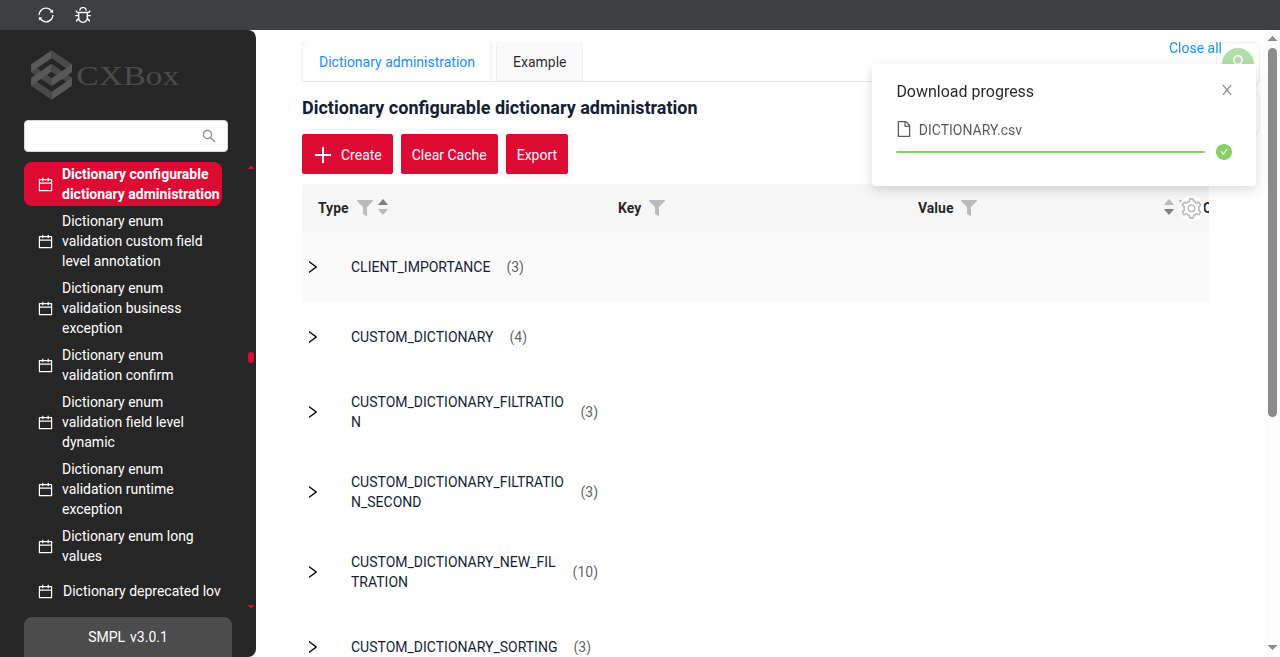 CXBox
Dictionary configurable
dictionary administration
Dictionary enum
validation custom field
level annotation
Dictionary enum
validation business
exception
Dictionary enum
validation confirm
Dictionary enum
validation field level
dynamic
Dictionary enum
validation runtime
exception
Dictionary enum long
values
Dictionary deprecated lov
SMPL v3.0.1
Dictionary administration
Example
Close all
Dictionary configurable dictionary administration
Create
Clear Cache
Export
Download progress
DICTIONARY.csv
Type
Key
Value
CLIENT_IMPORTANCE (3)
CUSTOM_DICTIONARY (4)
CUSTOM_DICTIONARY_FILTRATIO
N
(3)
CUSTOM_DICTIONARY_FILTRATIO
N_SECOND
(3)
CUSTOM_DICTIONARY_NEW_FIL
TRATION
(10)
CUSTOM_DICTIONARY_SORTING (3)